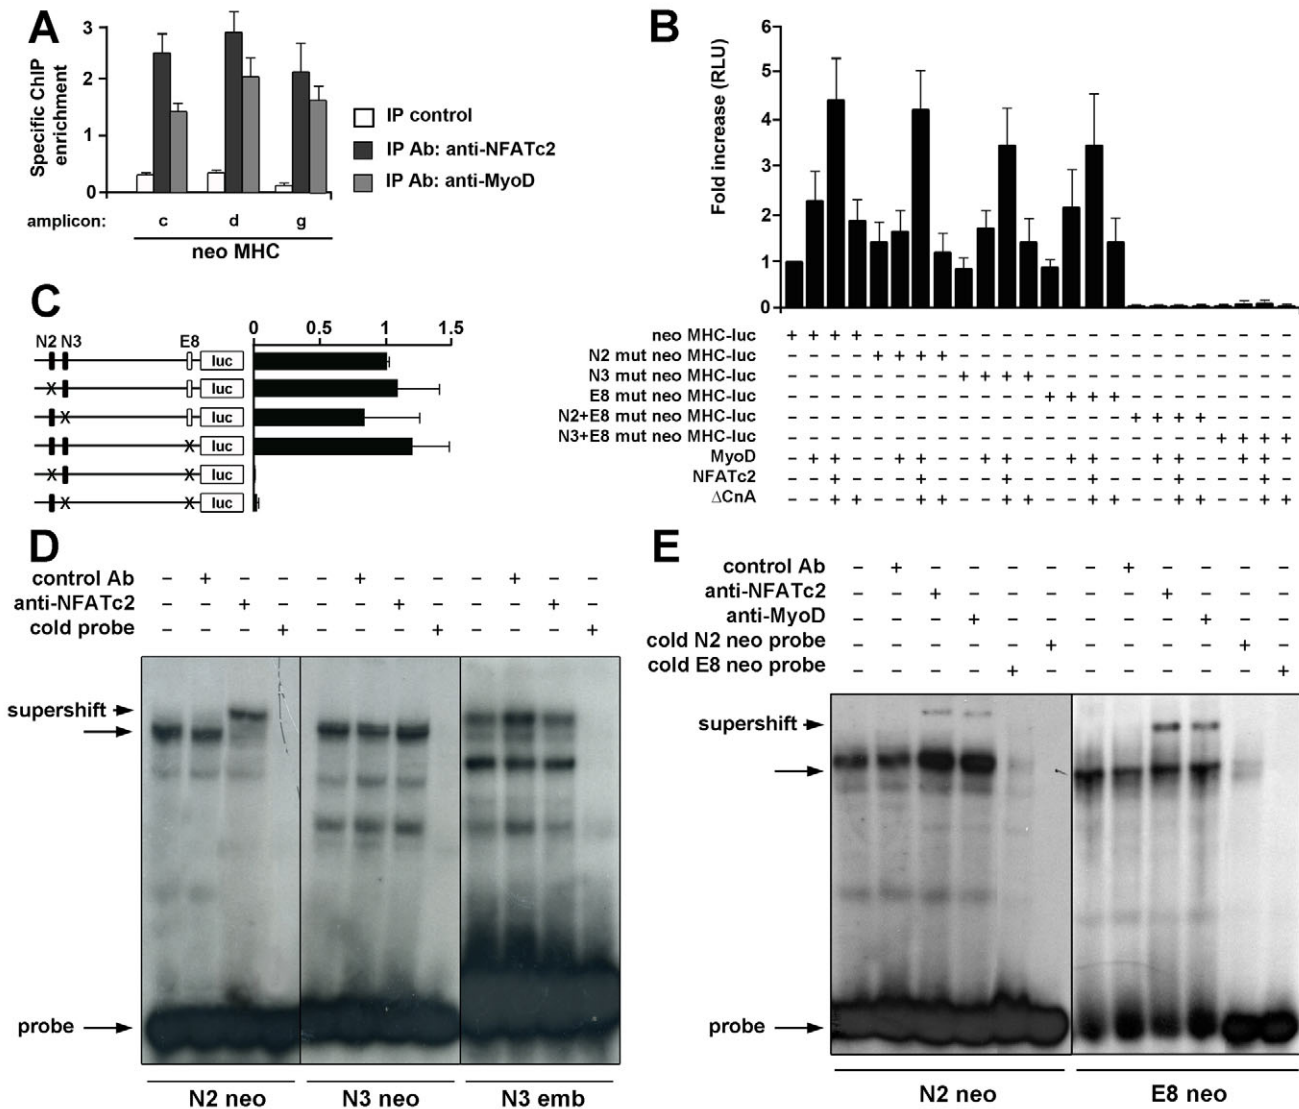 A
3
2
1
0
Specific ChIP
enrichment
IP control
IP Ab: anti-NFATc2
IP Ab: anti-MyoD
amplicon: c d g
neo MHC
B
6
5
4
3
2
1
0
Fold increase (RLU)
neo MHC-luc + + + + – – – – – – – – – – – – – – – – – – – –
N2 mut neo MHC-luc – – – – + + + + – – – – – – – – – – – – – – – –
N3 mut neo MHC-luc – – – – – – – – + + + + – – – – – – – – – – – –
E8 mut neo MHC-luc – – – – – – – – – – – – + + + + – – – – – – – –
N2+E8 mut neo MHC-luc – – – – – – – – – – – – – – – – + + + + – – – –
N3+E8 mut neo MHC-luc – – – – – – – – – – – – – – – – – – – – + + + +
MyoD – + + – – + + – – + + – – + + – – + + – – + + –
NFATc2 – – + – – – + – – – + – – – + – – – + – – – + –
ΔCnA – – + + – – + + – – + + – – + + – – + + – – + +
C
0 0.5 1 1.5
N2 N3 E8
luc
X luc
X luc
X luc
X X luc
X X luc
D
control Ab – + – – – + – – – + – –
anti-NFATc2 – – + – – – + – – – + –
cold probe – – – + – – – + – – – +
supershift
probe
N2 neo N3 neo N3 emb
E
control Ab – + – – – – – + – – – –
anti-NFATc2 – – + – – – – – + – – –
anti-MyoD – – – + – – – – – + – –
cold N2 neo probe – – – – – + – – – – + –
cold E8 neo probe – – – – + – – – – – – +
supershift
probe
N2 neo E8 neo